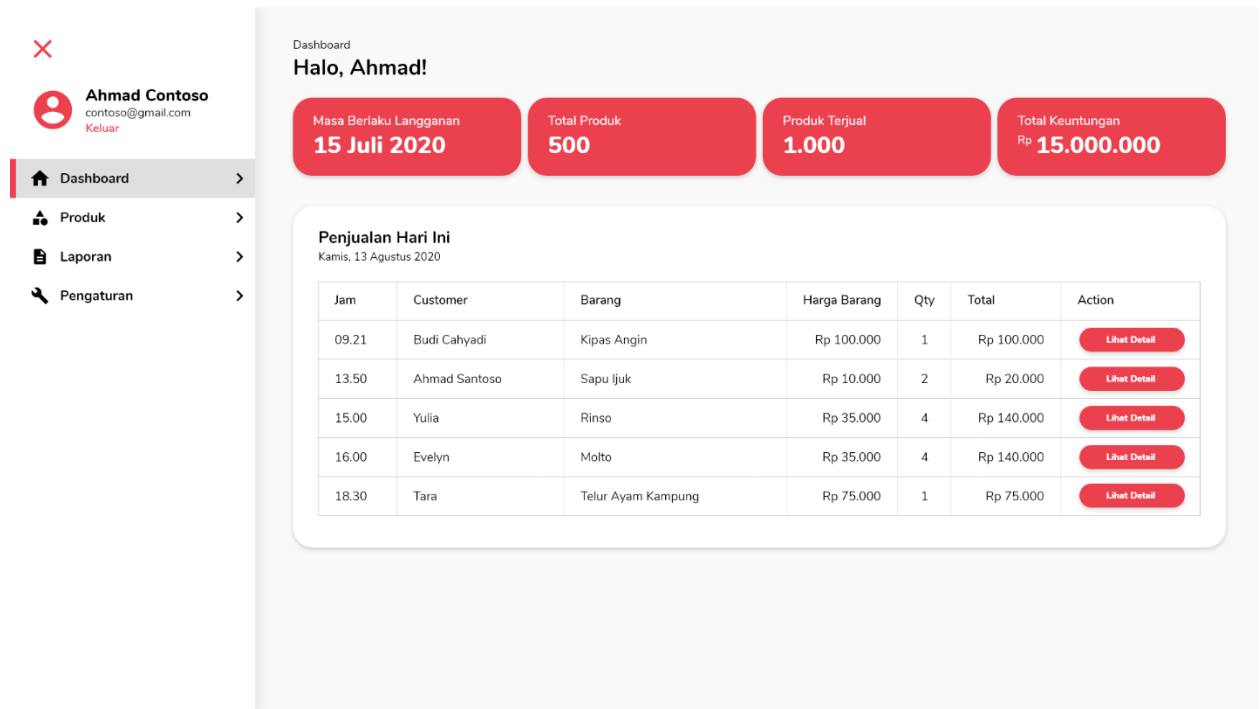 Ahmad Contoso
contoso@gmail.com
Keluar
Dashboard
Produk
Laporan
Pengaturan
Dashboard
Halo, Ahmad!
Masa Berlaku Langganan
15 Juli 2020
Total Produk
500
Produk Terjual
1.000
Total Keuntungan
Rp 15.000.000
Penjualan Hari Ini
Kamis, 13 Agustus 2020
Jam Customer Barang Harga Barang Qty Total Action
09.21 Budi Cahyadi Kipas Angin Rp 100.000 1 Rp 100.000 Lihat Detail
13.50 Ahmad Santoso Sapu Ijuk Rp 10.000 2 Rp 20.000 Lihat Detail
15.00 Yulia Rinso Rp 35.000 4 Rp 140.000 Lihat Detail
16.00 Evelyn Molto Rp 35.000 4 Rp 140.000 Lihat Detail
18.30 Tara Telur Ayam Kampung Rp 75.000 1 Rp 75.000 Lihat Detail